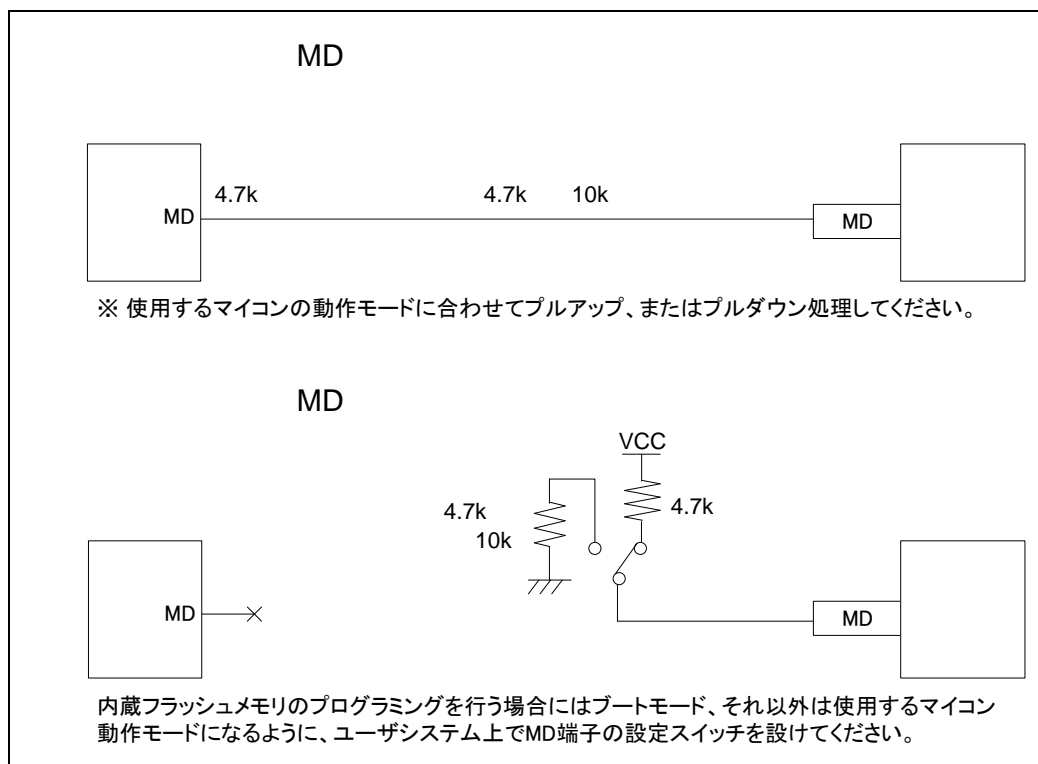 MD
4.7k 4.7k 10k
MD MD
※ 使用するマイコンの動作モードに合わせてプルアップ、またはプルダウン処理してください。
MD
VCC
4.7k 4.7k
10k
MD MD
内蔵フラッシュメモリのプログラミングを行う場合にはブートモード、それ以外は使用するマイコン
動作モードになるように、ユーザシステム上でMD端子の設定スイッチを設けてください。